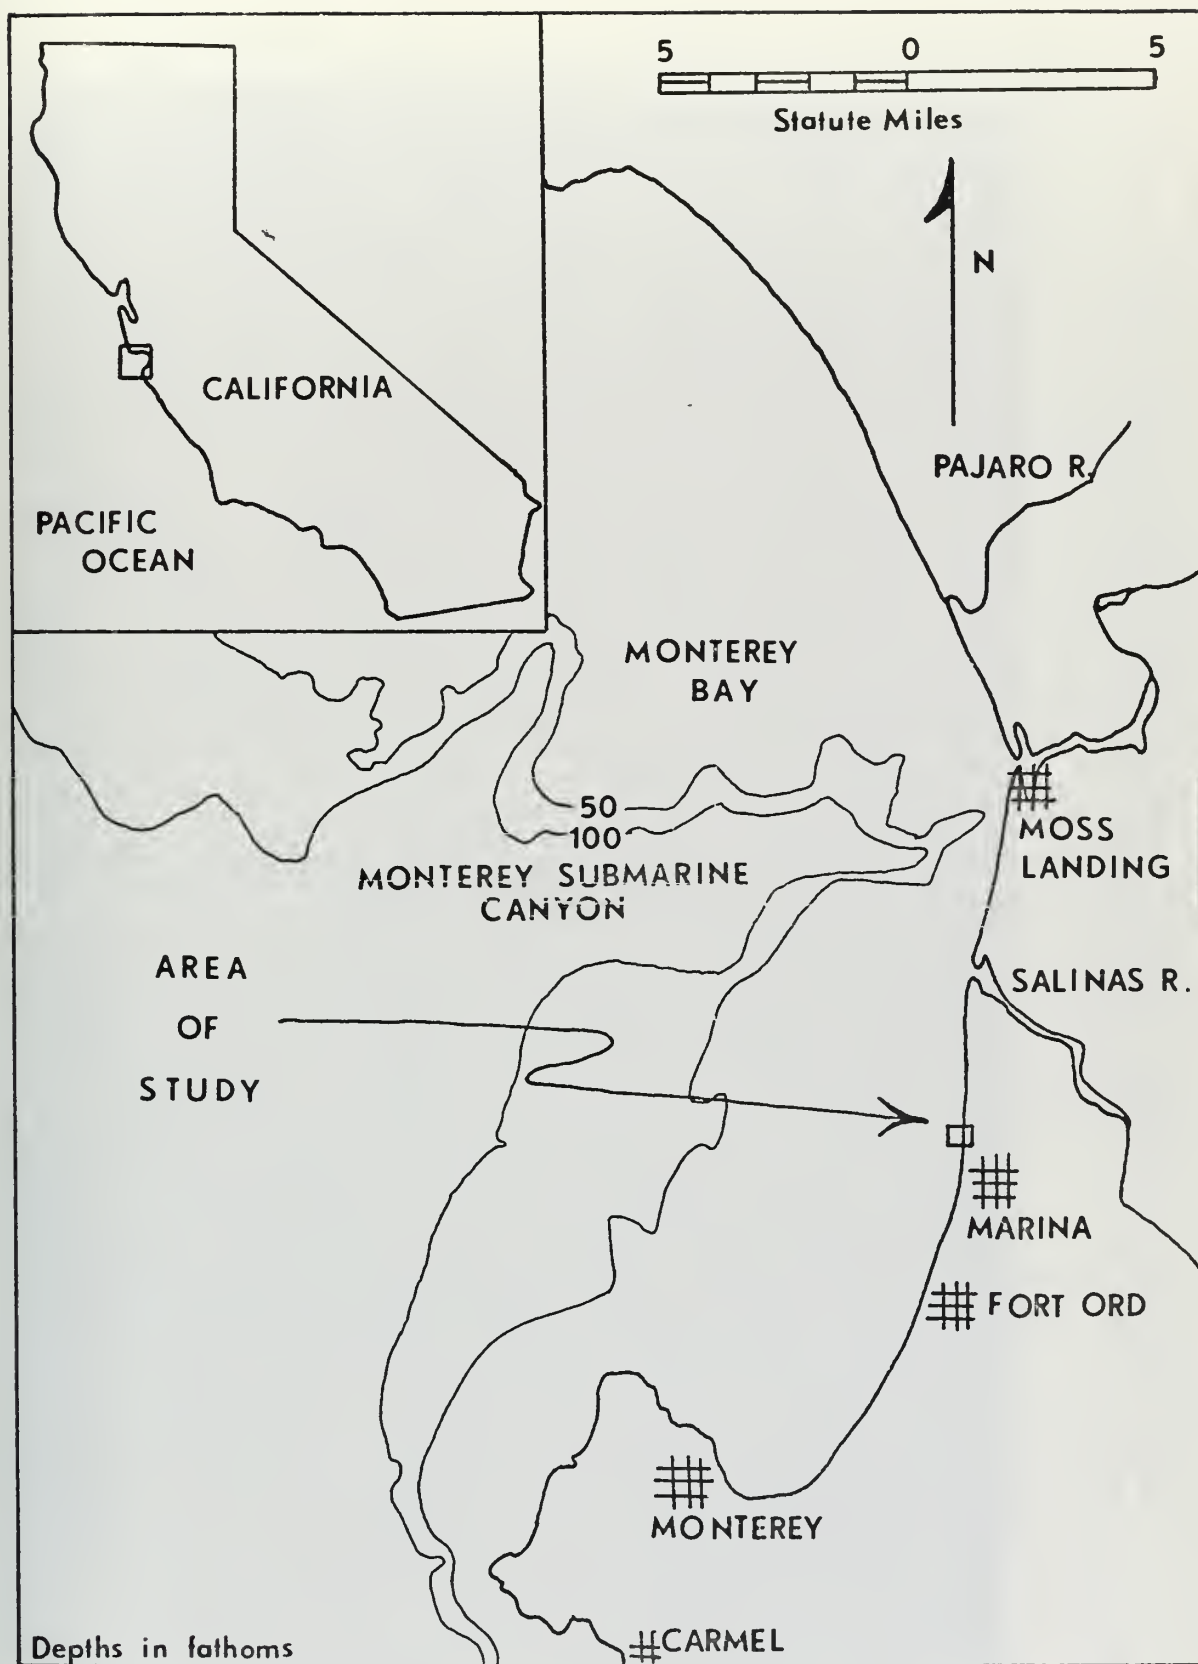 5 0 5
Statute Miles
N
CALIFORNIA
PACIFIC
OCEAN
PAJARO R.
MONTEREY
BAY
50
100
MOSS
LANDING
MONTEREY SUBMARINE
CANYON
AREA
OF
STUDY
SALINAS R.
MARINA
FORT ORD
MONTEREY
CARMEL
Depths in fathoms